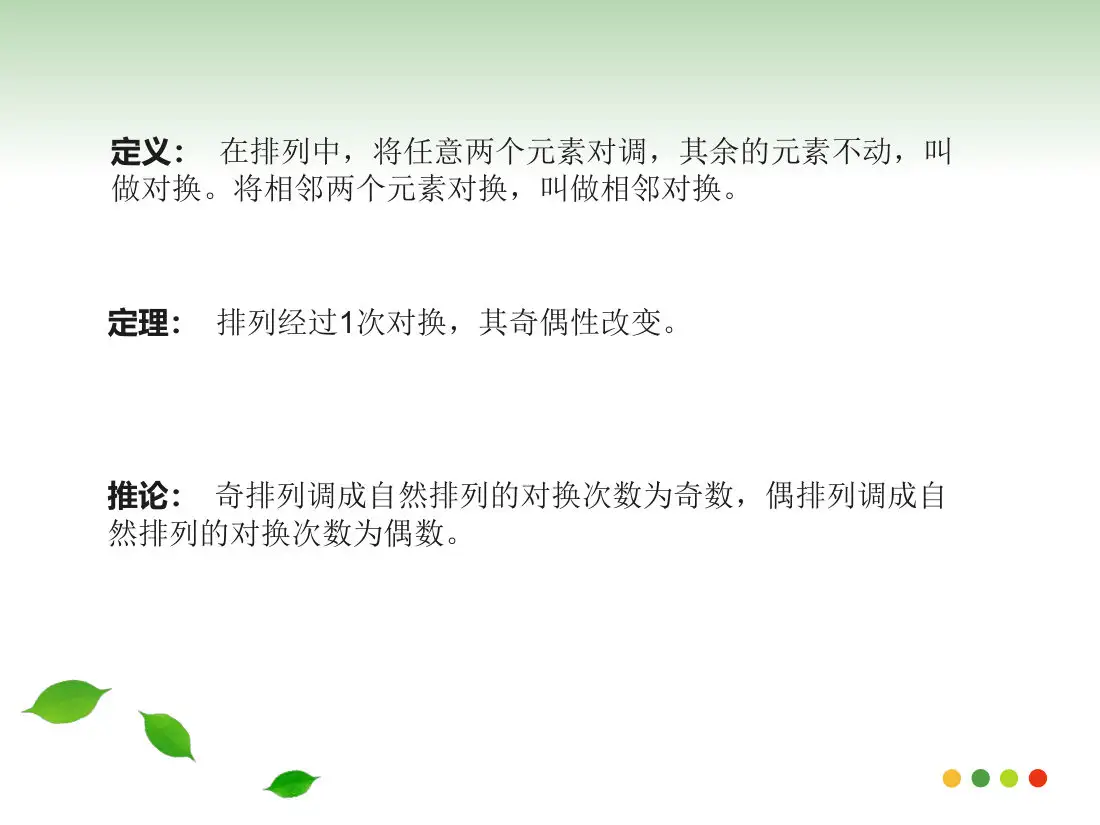 定义： 在排列中，将任意两个元素对调，其余的元素不动，叫
做对换。将相邻两个元素对换，叫做相邻对换。
定理： 排列经过1次对换，其奇偶性改变。
推论： 奇排列调成自然排列的对换次数为奇数，偶排列调成自
然排列的对换次数为偶数。